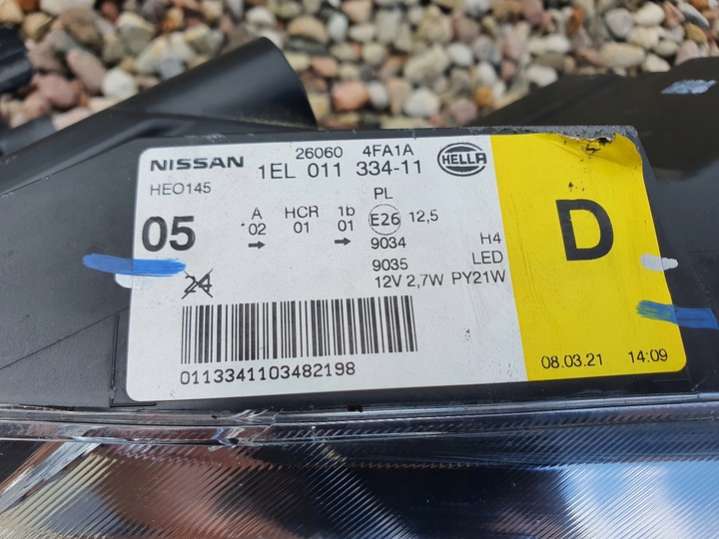 NISSAN 26060 4FA1A
HEO145 1EL 011 334-11 HELLA
PL
05 A HCR 1b E26 12,5
02 01 01
→ → 9034 H4
9035 LED
24 12V 2,7W PY21W
D
0113341103482198
08.03.21 14:09